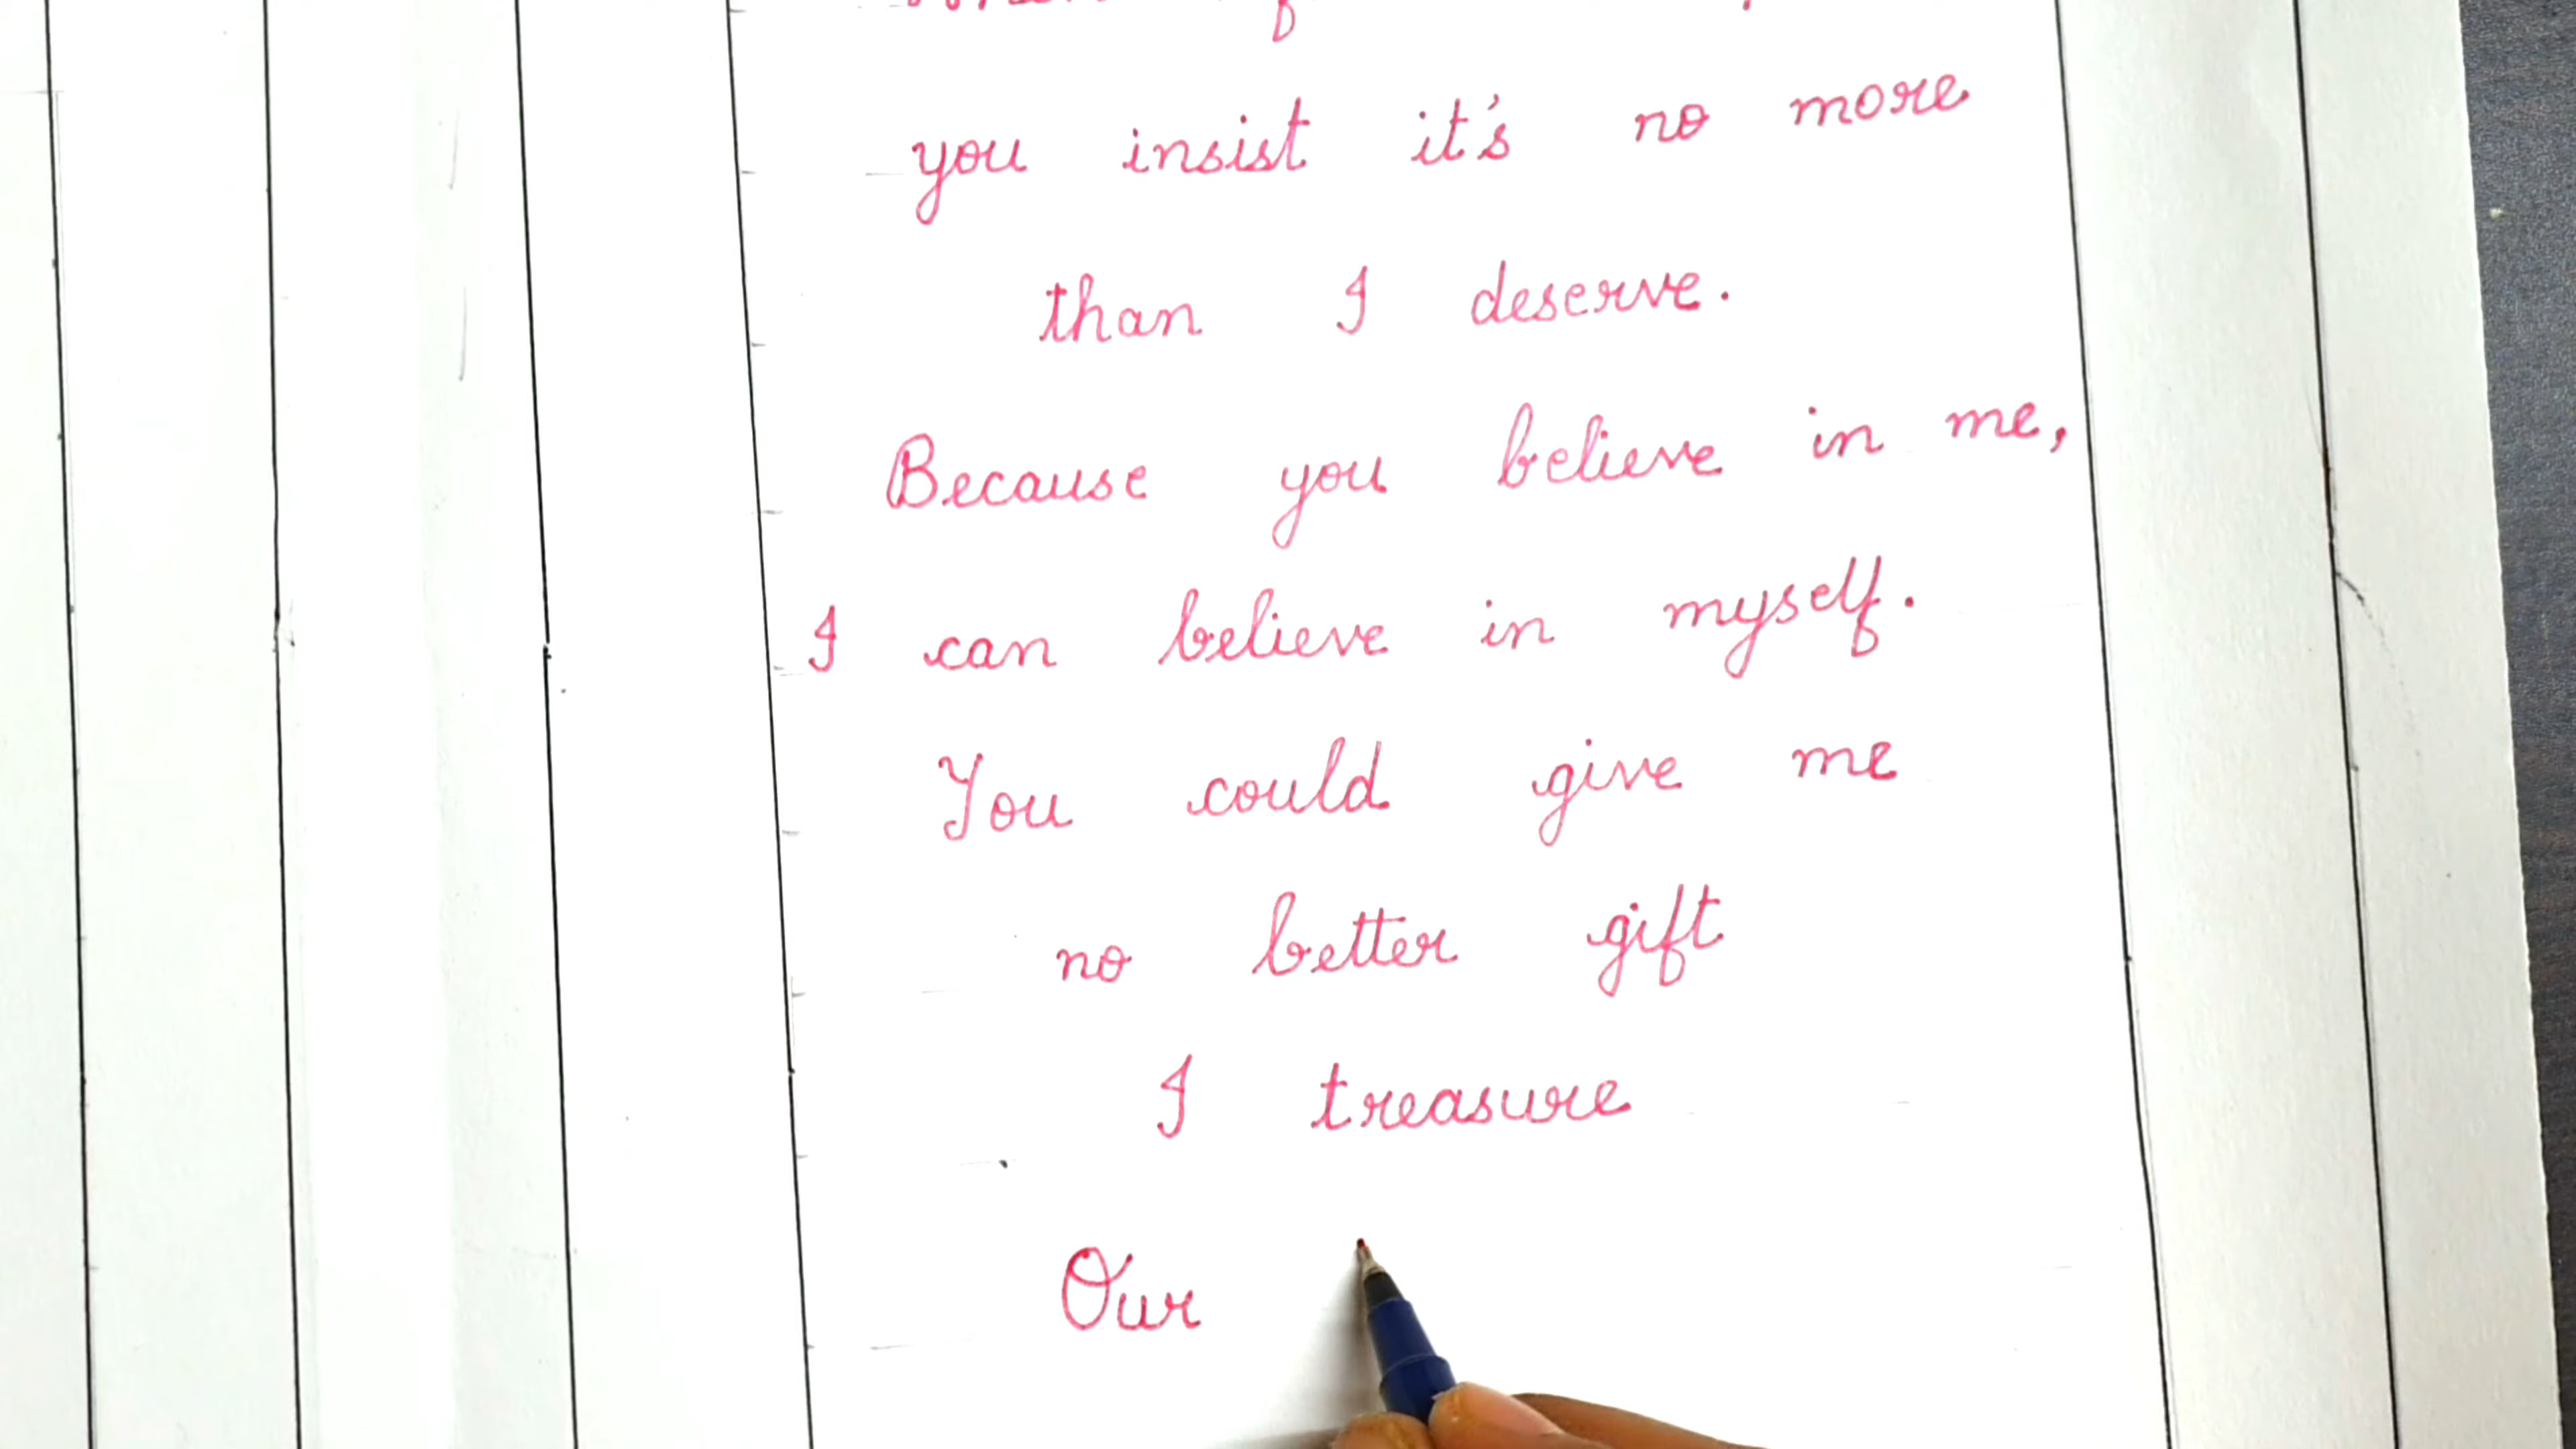 you insist it's no more
than I deserve.
Because you believe in me,
I can believe in myself.
You could give me
no better gift
I treasure
Our